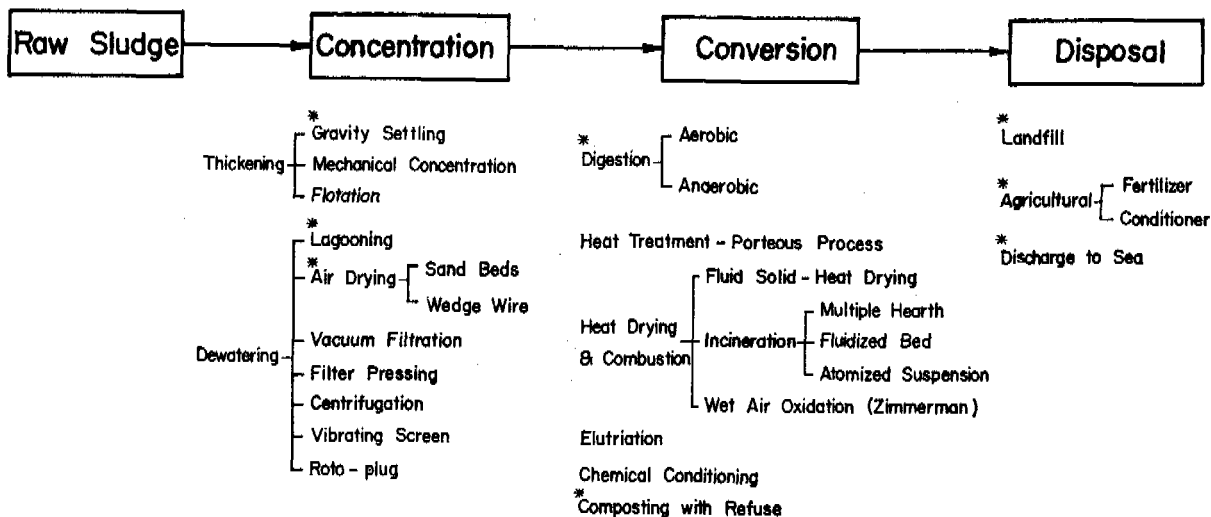 Raw Sludge
Concentration
Conversion
Disposal
Thickening
* Gravity Settling
Mechanical Concentration
Flotation
Dewatering
* Lagooning
* Air Drying
Sand Beds
Wedge Wire
Vacuum Filtration
Filter Pressing
Centrifugation
Vibrating Screen
Roto - plug
* Digestion
Aerobic
Anaerobic
Heat Treatment - Porteous Process
Heat Drying
& Combustion
Fluid Solid - Heat Drying
Incineration
Multiple Hearth
Fluidized Bed
Atomized Suspension
Wet Air Oxidation (Zimmerman)
Elutriation
Chemical Conditioning
* Composting with Refuse
* Landfill
* Agricultural
Fertilizer
Conditioner
* Discharge to Sea